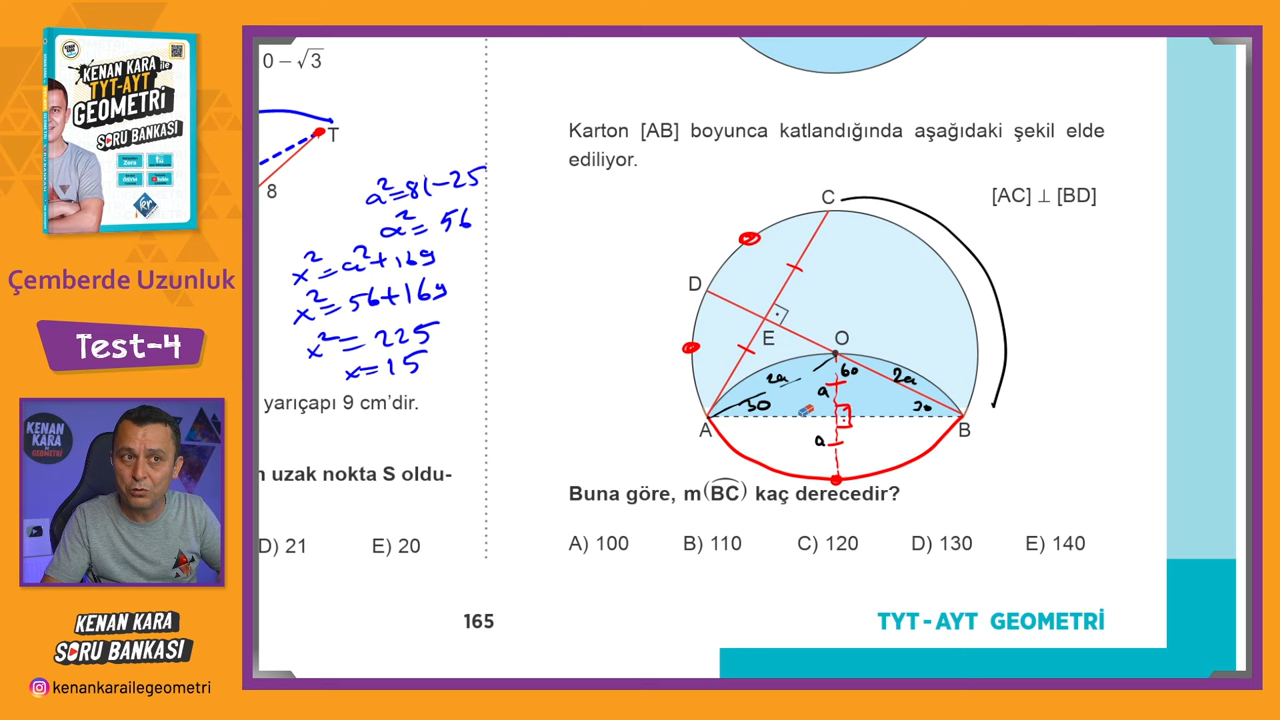 KENAN KARA ile
TYT-AYT
GEOMETRİ
SORU BANKASI
Çemberde Uzunluk
Test-4
KENAN
KARA
GEOMETRİ
KENAN KARA
SORU BANKASI
kenankarailegeometri
0 – √3
T
8
a²=81-25
a²= 56
x²=a²+169
x²=56+169
x²= 225
x=15
yarıçapı 9 cm'dir.
n uzak nokta S oldu-
D) 21 E) 20
Karton [AB] boyunca katlandığında aşağıdaki şekil elde
ediliyor.
[AC] ⊥ [BD]
C
D
E
O
60
2a
2a
a
30
30
A
B
a
Buna göre, m(BC) kaç derecedir?
A) 100 B) 110 C) 120 D) 130 E) 140
165
TYT - AYT GEOMETRİ